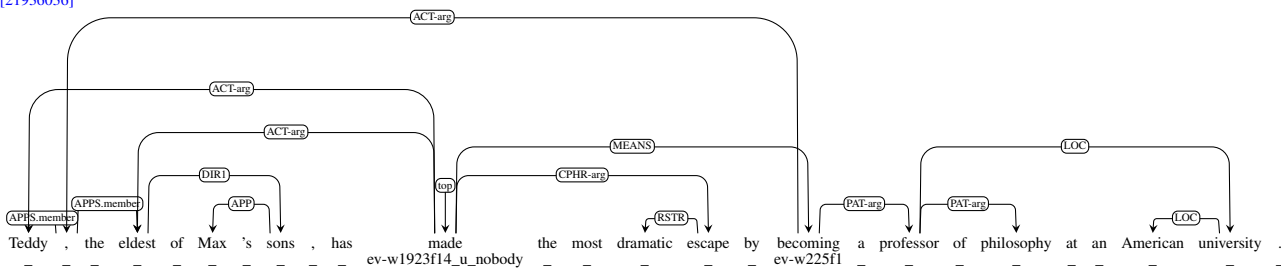 [21956036]
ACT-arg
ACT-arg
ACT-arg
MEANS
LOC
DIR1
CPHR-arg
top
APPS.member
APPS.member
APP
RSTR
PAT-arg
PAT-arg
LOC
Teddy , the eldest of Max 's sons , has made the most dramatic escape by becoming a professor of philosophy at an American university .
_ _ _ _ _ _ _ _ _ _ ev-w1923f14_u_nobody _ _ _ _ _ ev-w225f1 _ _ _ _ _ _ _ _ _